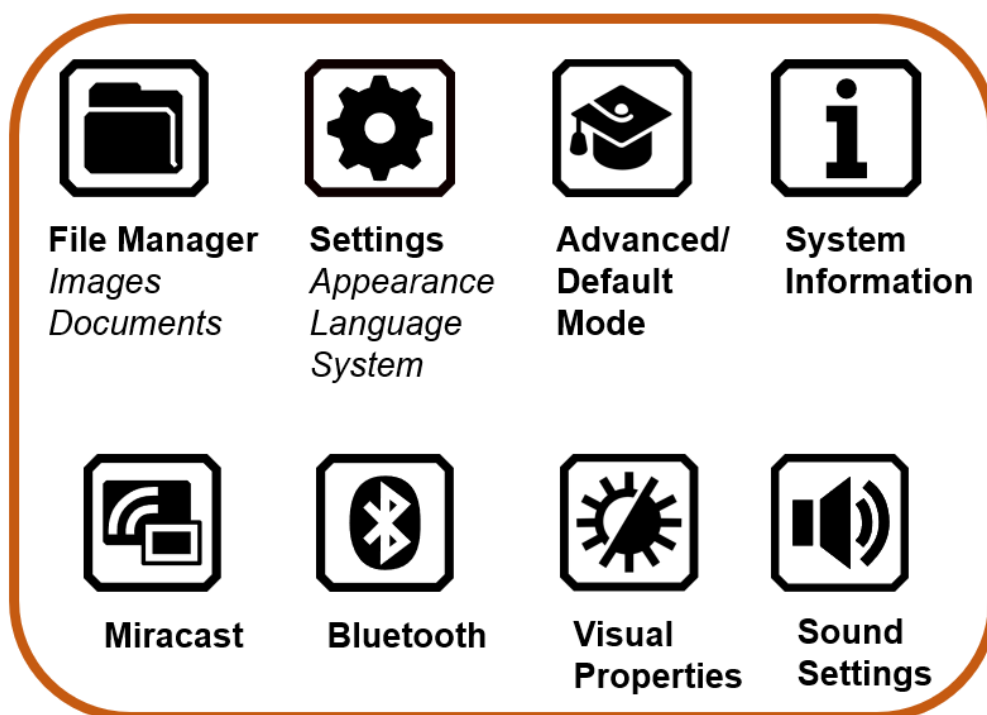 File Manager
Images
Documents
Settings
Appearance
Language
System
Advanced/
Default
Mode
System
Information
Miracast
Bluetooth
Visual
Properties
Sound
Settings